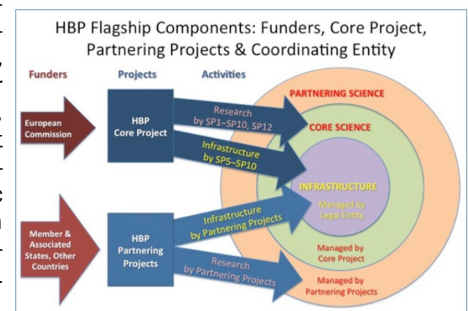 HBP Flagship Components: Funders, Core Project,
Partnering Projects & Coordinating Entity
Funders
Projects
Activities
European
Commission
HBP
Core Project
Research
by SP1–SP10, SP12
Infrastructure
by SP5–SP10
Member &
Associated
States, Other
Countries
HBP
Partnering
Projects
Infrastructure
by Partnering Projects
Research
by Partnering Projects
PARTNERING SCIENCE
CORE SCIENCE
INFRASTRUCTURE
Managed by
Legal Entity
Managed by
Core Project
Managed by
Partnering Projects